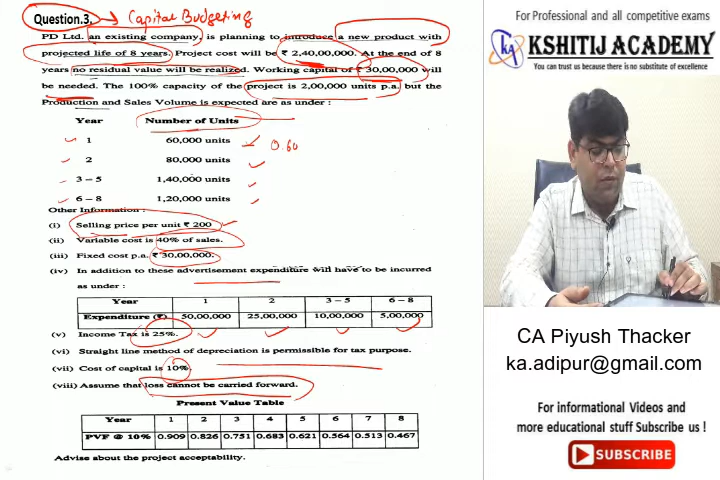 Question.3. → Capital Budgeting
PD Ltd. an existing company, is planning to introduce a new product with
projected life of 8 years. Project cost will be ₹ 2,40,00,000. At the end of 8
years no residual value will be realized. Working capital of ₹ 30,00,000 will
be needed. The 100% capacity of the project is 2,00,000 units p.a. but the
Production and Sales Volume is expected are as under :
Year Number of Units
1 60,000 units 0.60
2 80,000 units
3 – 5 1,40,000 units
6 – 8 1,20,000 units
Other Information :
(i) Selling price per unit ₹ 200
(ii) Variable cost is 40% of sales.
(iii) Fixed cost p.a. ₹ 30,00,000.
(iv) In addition to these advertisement expenditure will have to be incurred
as under :
Year 1 2 3 – 5 6 – 8
Expenditure (₹) 50,00,000 25,00,000 10,00,000 5,00,000
(v) Income Tax is 25%.
(vi) Straight line method of depreciation is permissible for tax purpose.
(vii) Cost of capital is 10%.
(viii) Assume that loss cannot be carried forward.
Present Value Table
Year 1 2 3 4 5 6 7 8
PVF @ 10% 0.909 0.826 0.751 0.683 0.621 0.564 0.513 0.467
Advise about the project acceptability.
For Professional and all competitive exams
KA
KSHITIJ ACADEMY
You can trust us because there is no substitute of excellence
CA Piyush Thacker
ka.adipur@gmail.com
For informational Videos and
more educational stuff Subscribe us !
SUBSCRIBE